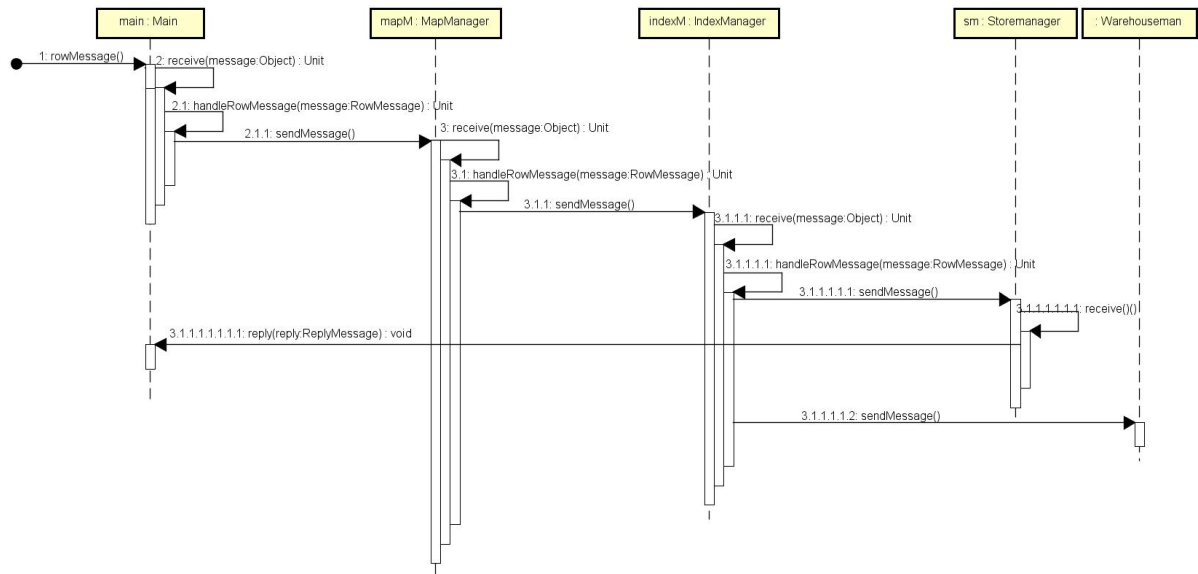 main : Main
mapM : MapManager
indexM : IndexManager
sm : Storemanager
: Warehouseman
1: rowMessage()
2: receive(message:Object) : Unit
2.1: handleRowMessage(message:RowMessage) : Unit
2.1.1: sendMessage()
3: receive(message:Object) : Unit
3.1: handleRowMessage(message:RowMessage) : Unit
3.1.1: sendMessage()
3.1.1.1: receive(message:Object) : Unit
3.1.1.1.1: handleRowMessage(message:RowMessage) : Unit
3.1.1.1.1.1: sendMessage()
3.1.1.1.1.1.1: receive()()
3.1.1.1.1.1.1.1: reply(reply:ReplyMessage) : void
3.1.1.1.1.2: sendMessage()